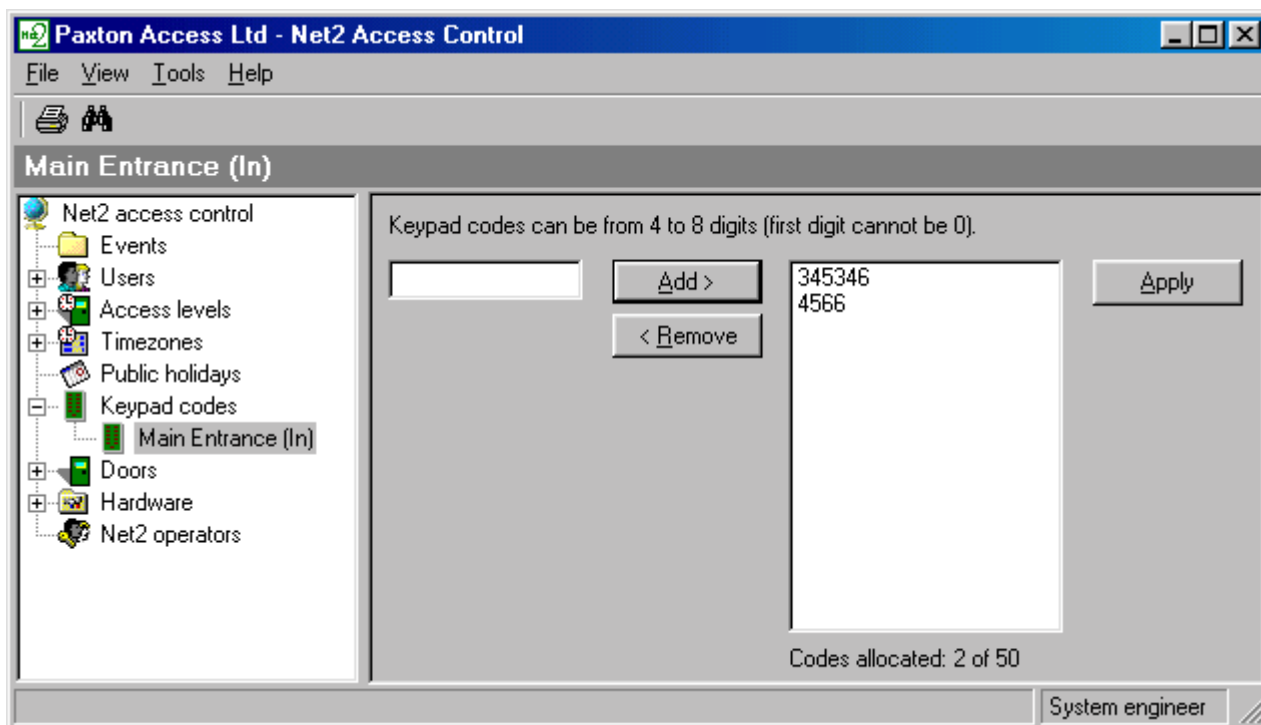 Paxton Access Ltd - Net2 Access Control
File View Tools Help
Main Entrance (In)
Net2 access control
Events
Users
Access levels
Timezones
Public holidays
Keypad codes
Main Entrance (In)
Doors
Hardware
Net2 operators
Keypad codes can be from 4 to 8 digits (first digit cannot be 0).
Add >
< Remove
345346
4566
Apply
Codes allocated: 2 of 50
System engineer